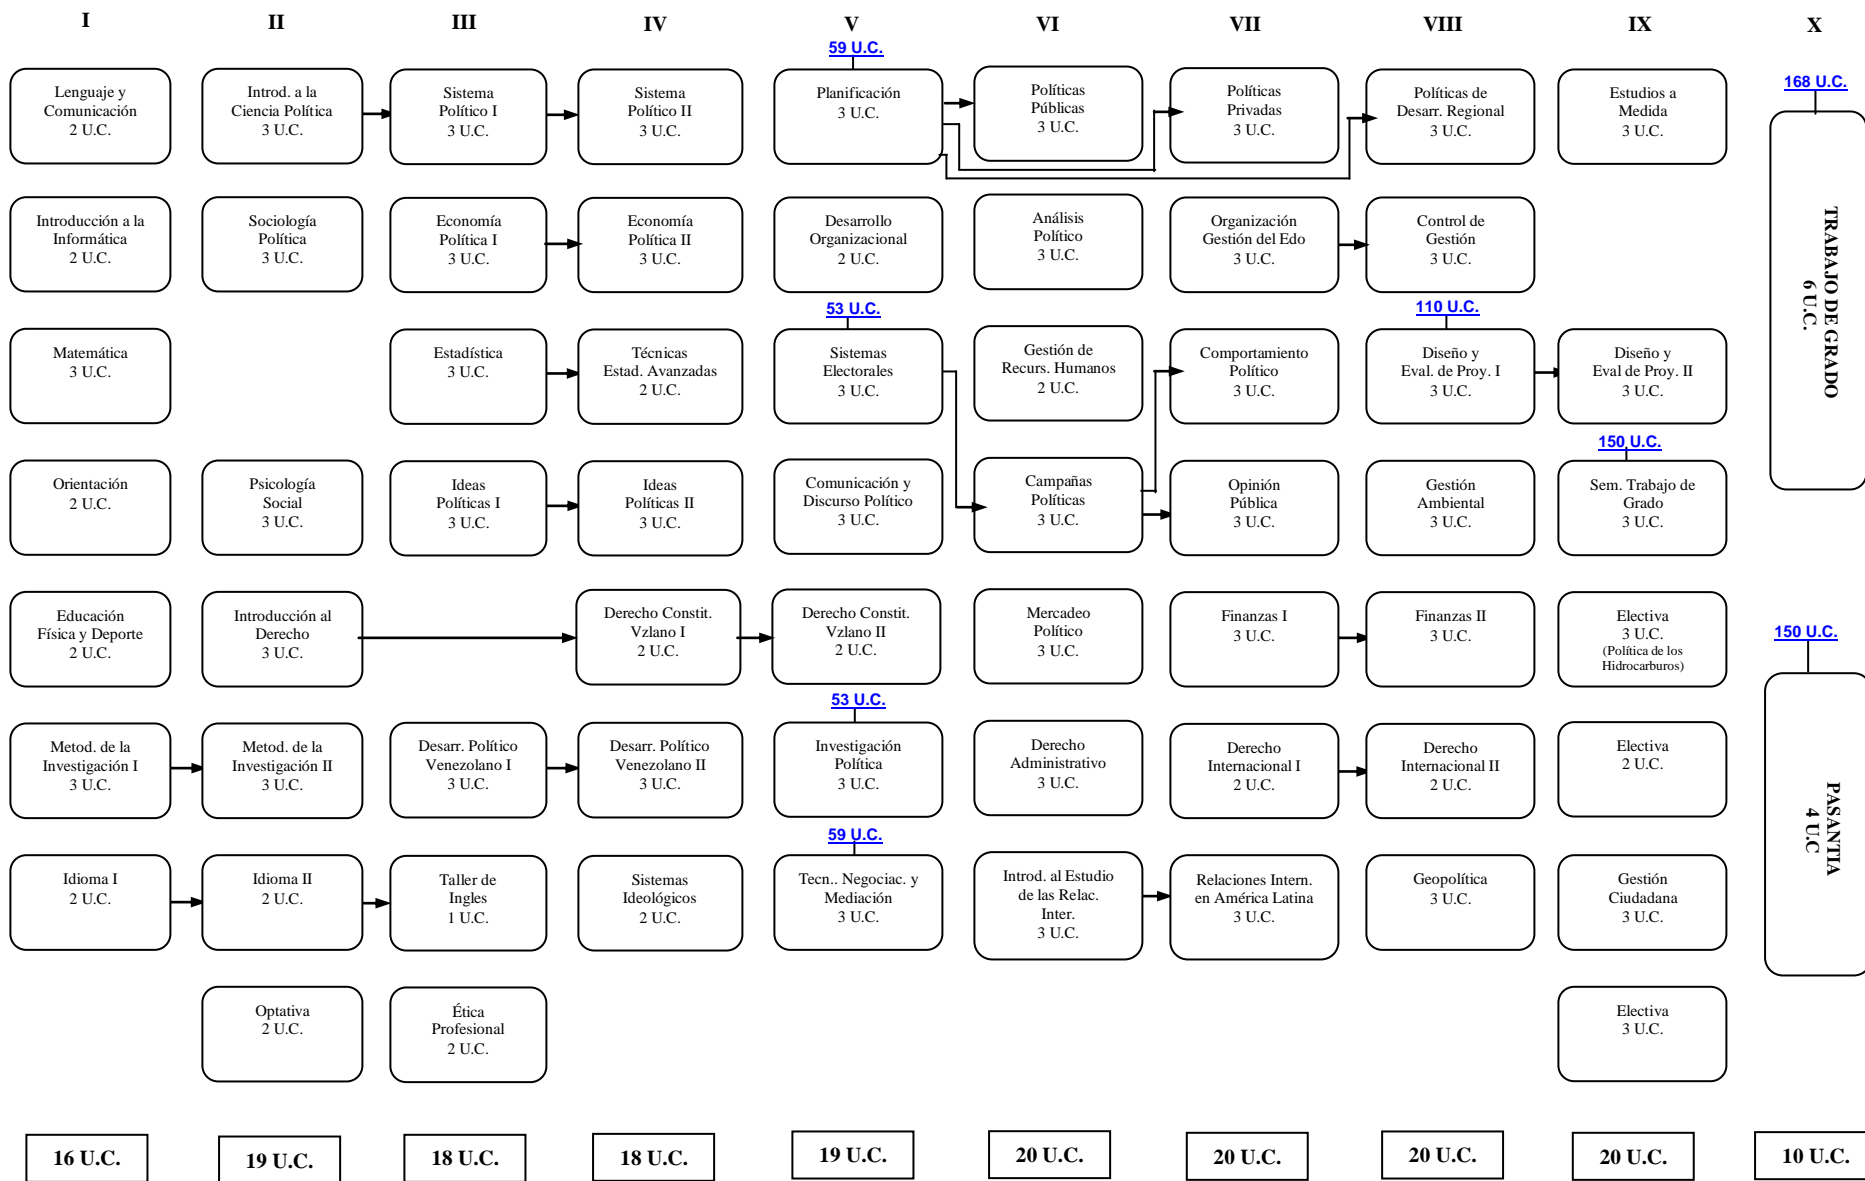 I
II
III
IV
V
VI
VII
VIII
IX
X
59 U.C.
168 U.C.
Lenguaje y
Comunicación
2 U.C.
Introd. a la
Ciencia Política
3 U.C.
Sistema
Político I
3 U.C.
Sistema
Político II
3 U.C.
Planificación
3 U.C.
Políticas
Públicas
3 U.C.
Políticas
Privadas
3 U.C.
Políticas de
Desarr. Regional
3 U.C.
Estudios a
Medida
3 U.C.
TRABAJO DE GRADO
6 U.C.
Introducción a la
Informática
2 U.C.
Sociología
Política
3 U.C.
Economía
Política I
3 U.C.
Economía
Política II
3 U.C.
Desarrollo
Organizacional
2 U.C.
Análisis
Político
3 U.C.
Organización
Gestión del Edo
3 U.C.
Control de
Gestión
3 U.C.
53 U.C.
110 U.C.
Matemática
3 U.C.
Estadística
3 U.C.
Técnicas
Estad. Avanzadas
2 U.C.
Sistemas
Electorales
3 U.C.
Gestión de
Recurs. Humanos
2 U.C.
Comportamiento
Político
3 U.C.
Diseño y
Eval. de Proy. I
3 U.C.
Diseño y
Eval de Proy. II
3 U.C.
150 U.C.
Orientación
2 U.C.
Psicología
Social
3 U.C.
Ideas
Políticas I
3 U.C.
Ideas
Políticas II
3 U.C.
Comunicación y
Discurso Político
3 U.C.
Campañas
Políticas
3 U.C.
Opinión
Pública
3 U.C.
Gestión
Ambiental
3 U.C.
Sem. Trabajo de
Grado
3 U.C.
Educación
Física y Deporte
2 U.C.
Introducción al
Derecho
3 U.C.
Derecho Constit.
Vzlano I
2 U.C.
Derecho Constit.
Vzlano II
2 U.C.
Mercadeo
Político
3 U.C.
Finanzas I
3 U.C.
Finanzas II
3 U.C.
Electiva
3 U.C.
(Política de los
Hidrocarburos)
150 U.C.
PASANTIA
4 U.C
53 U.C.
Metod. de la
Investigación I
3 U.C.
Metod. de la
Investigación II
3 U.C.
Desarr. Político
Venezolano I
3 U.C.
Desarr. Político
Venezolano II
3 U.C.
Investigación
Política
3 U.C.
Derecho
Administrativo
3 U.C.
Derecho
Internacional I
2 U.C.
Derecho
Internacional II
2 U.C.
Electiva
2 U.C.
59 U.C.
Idioma I
2 U.C.
Idioma II
2 U.C.
Taller de
Ingles
1 U.C.
Sistemas
Ideológicos
2 U.C.
Tecn.. Negociac. y
Mediación
3 U.C.
Introd. al Estudio
de las Relac.
Inter.
3 U.C.
Relaciones Intern.
en América Latina
3 U.C.
Geopolítica
3 U.C.
Gestión
Ciudadana
3 U.C.
Optativa
2 U.C.
Ética
Profesional
2 U.C.
Electiva
3 U.C.
16 U.C.
19 U.C.
18 U.C.
18 U.C.
19 U.C.
20 U.C.
20 U.C.
20 U.C.
20 U.C.
10 U.C.